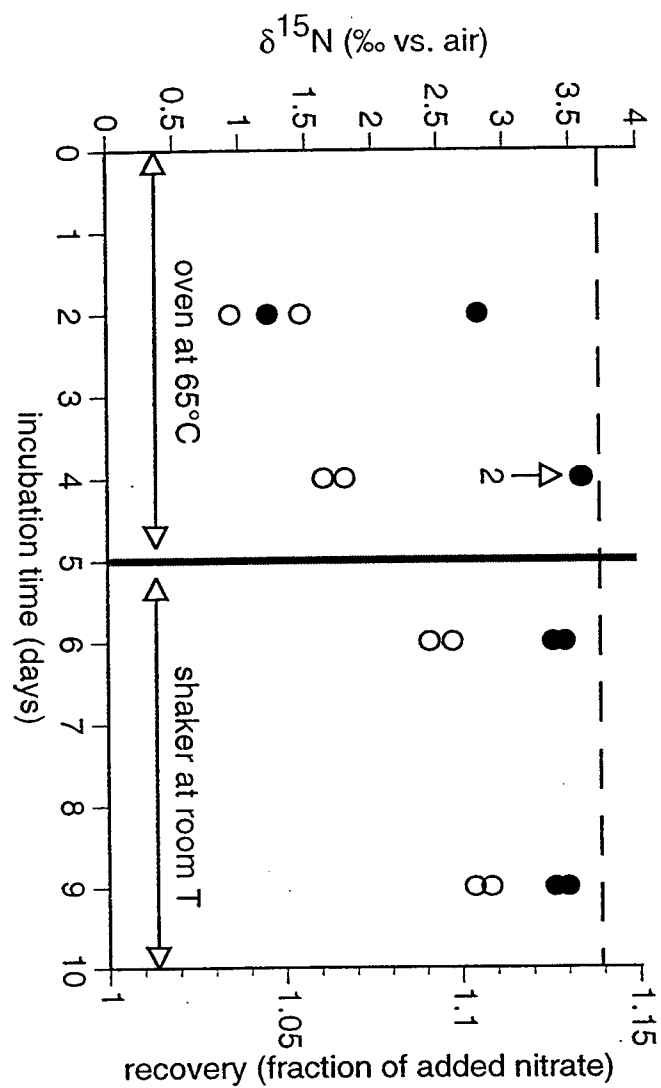 δ15N (‰ vs. air)
0 0.5 1 1.5 2 2.5 3 3.5 4
0 1 2 3 4 5 6 7 8 9 10
oven at 65°C
2
shaker at room T
incubation time (days)
1 1.05 1.1 1.15
recovery (fraction of added nitrate)